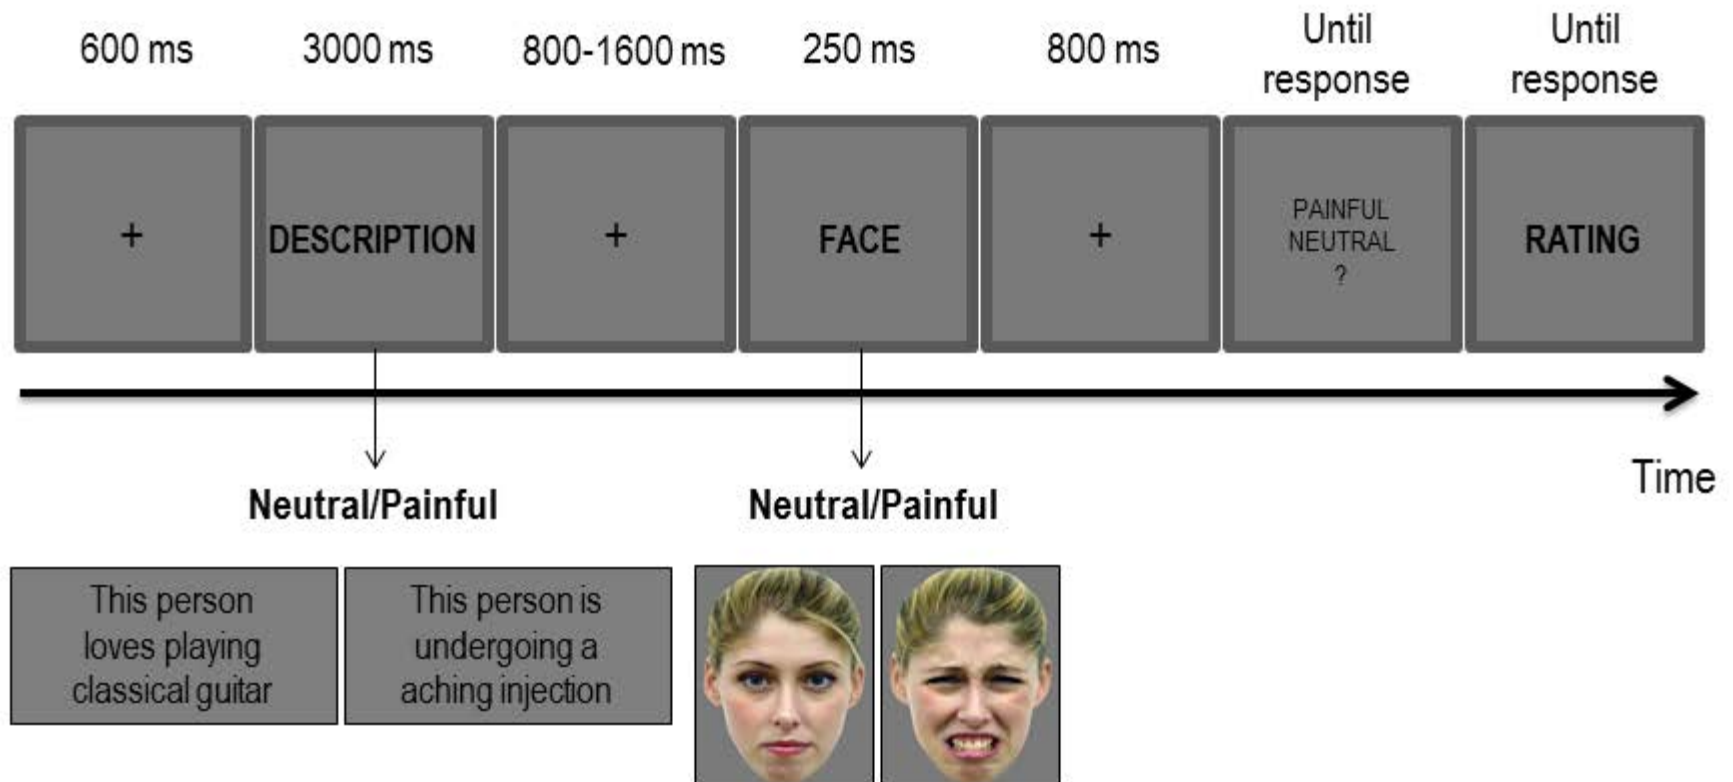 600 ms
3000 ms
800-1600 ms
250 ms
800 ms
Until
response
Until
response
+
DESCRIPTION
+
FACE
+
PAINFUL
NEUTRAL
?
RATING
Time
Neutral/Painful
Neutral/Painful
This person
loves playing
classical guitar
This person is
undergoing a
aching injection